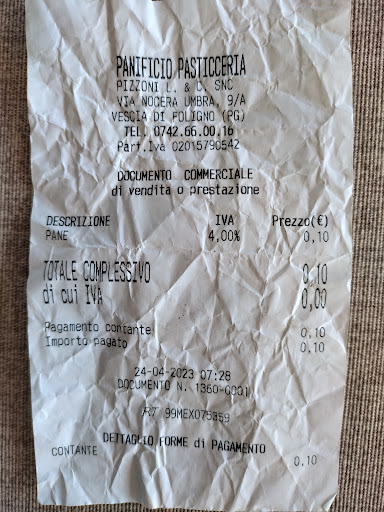 PANIFICIO PASTICCERIA
PIZZONI L. & C. SNC
VIA NOCERA UMBRA, 9/A
VESCIA DI FOLIGNO (PG)
TEL. 0742.66.00.16
Part.Iva 02015790542
DOCUMENTO COMMERCIALE
di vendita o prestazione
DESCRIZIONE IVA Prezzo(€)
PANE 4,00% 0,10
TOTALE COMPLESSIVO 0,10
di cui IVA 0,00
Pagamento contante 0,10
Importo pagato 0,10
24-04-2023 07:28
DOCUMENTO N. 1360-0001
RT 99MEX075359
DETTAGLIO FORME di PAGAMENTO
CONTANTE 0,10